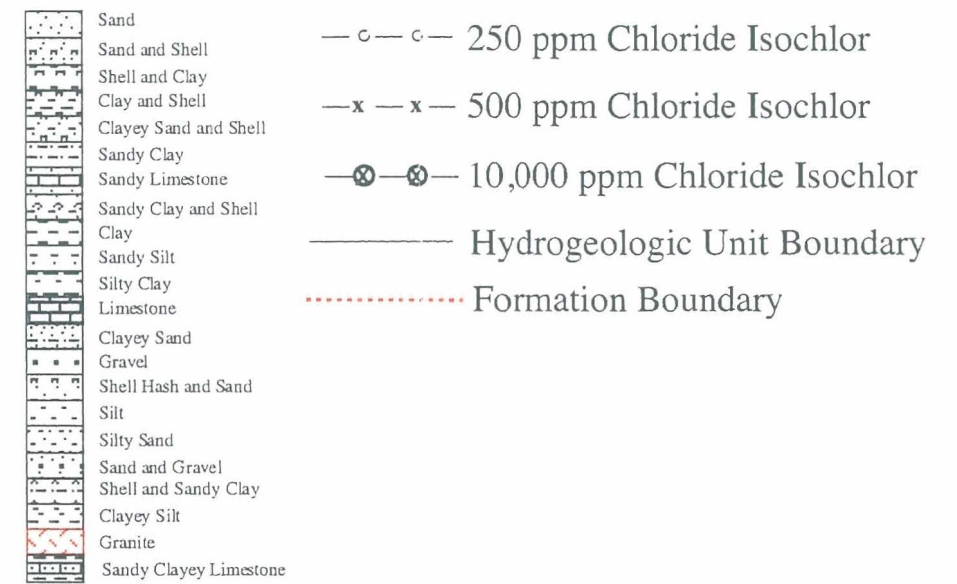 Sand
Sand and Shell
Shell and Clay
Clay and Shell
Clayey Sand and Shell
Sandy Clay
Sandy Limestone
Sandy Clay and Shell
Clay
Sandy Silt
Silty Clay
Limestone
Clayey Sand
Gravel
Shell Hash and Sand
Silt
Silty Sand
Sand and Gravel
Shell and Sandy Clay
Clayey Silt
Granite
Sandy Clayey Limestone
c c 250 ppm Chloride Isochlor
x x 500 ppm Chloride Isochlor
10,000 ppm Chloride Isochlor
Hydrogeologic Unit Boundary
Formation Boundary